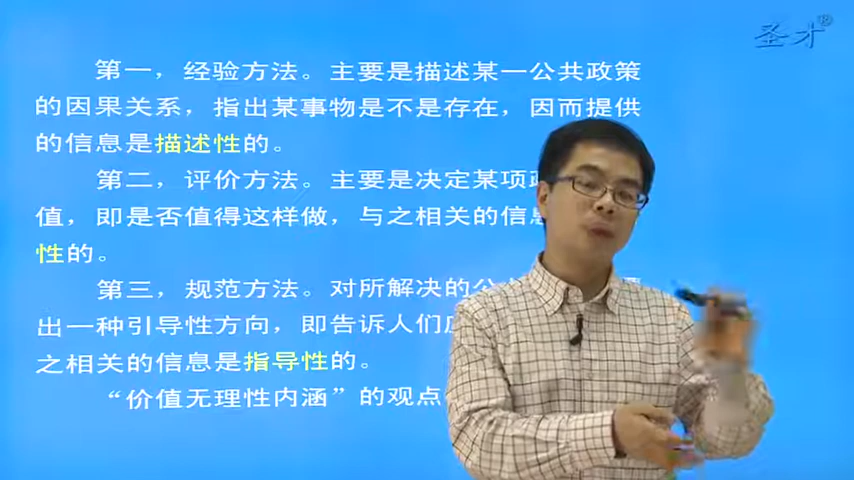 圣才®
第一，经验方法。主要是描述某一公共政策
的因果关系，指出某事物是不是存在，因而提供
的信息是描述性的。
第二，评价方法。主要是决定某项
值，即是否值得这样做，与之相关的信息
性的。
第三，规范方法。对所解决的公
出一种引导性方向，即告诉人们应
之相关的信息是指导性的。
“价值无理性内涵”的观点